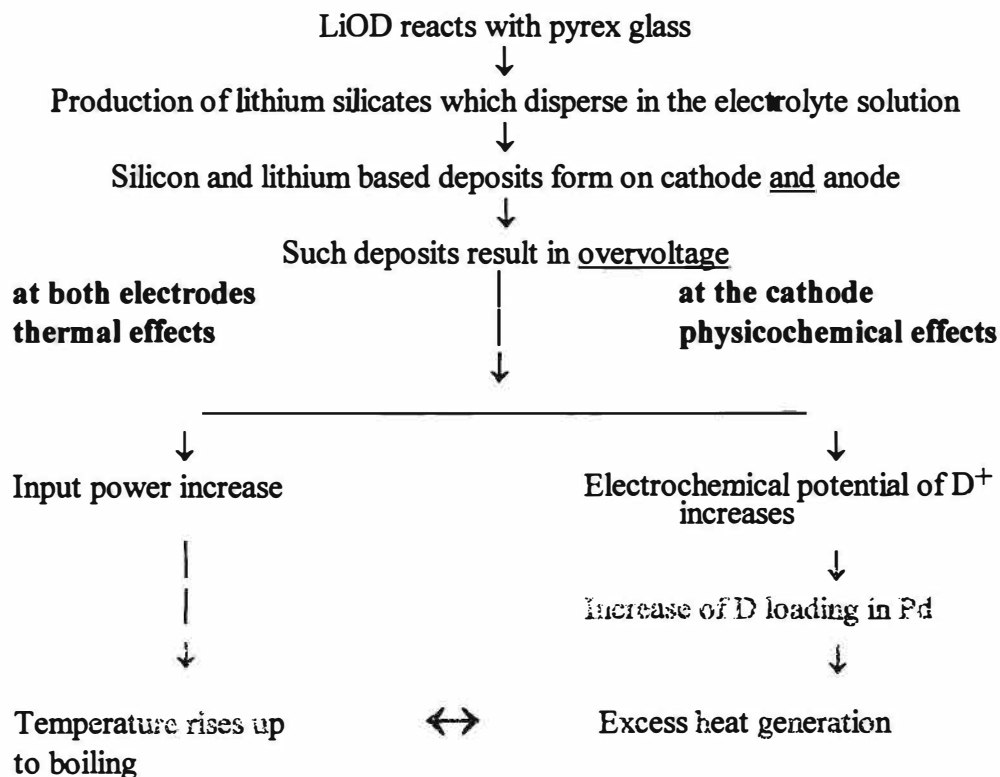 LiOD reacts with pyrex glass
Production of lithium silicates which disperse in the electrolyte solution
Silicon and lithium based deposits form on cathode and anode
Such deposits result in overvoltage
at both electrodes
thermal effects
at the cathode
physicochemical effects
Input power increase
Electrochemical potential of D+
increases
Increase of D loading in Pd
Temperature rises up
to boiling
Excess heat generation